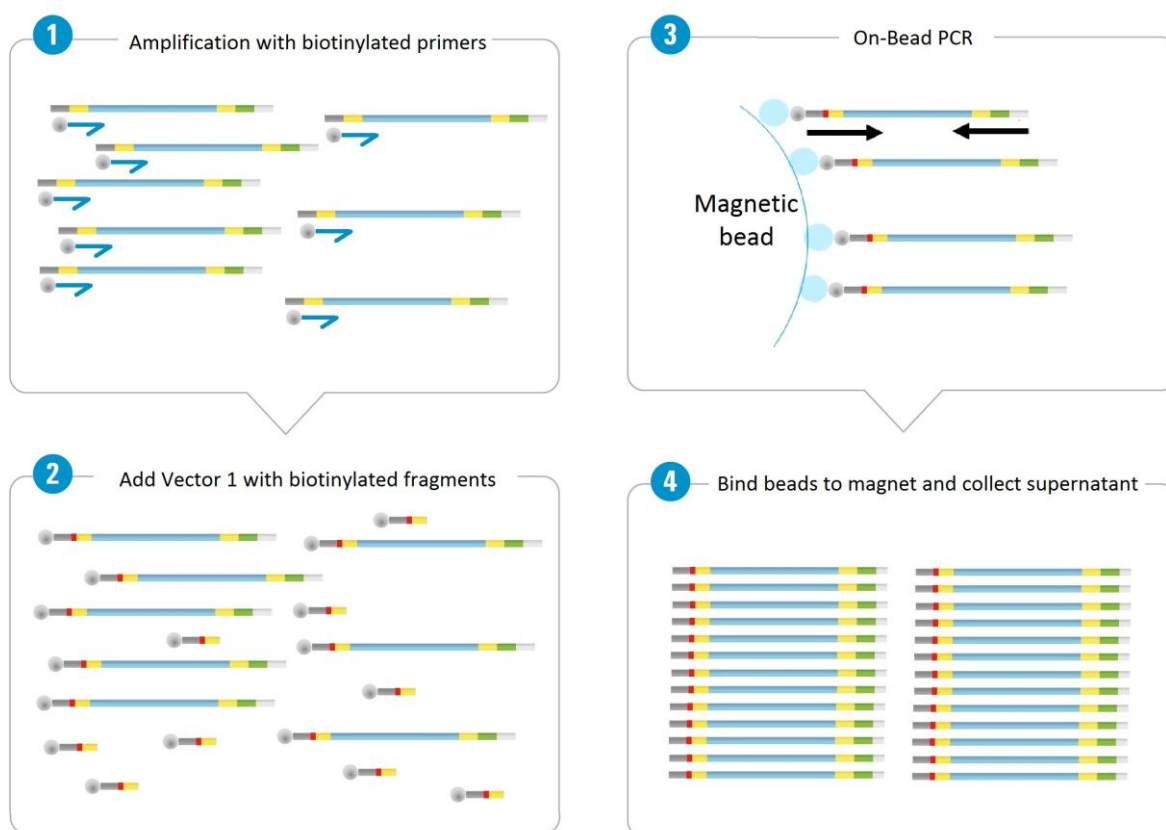 1
Amplification with biotinylated primers
2
Add Vector 1 with biotinylated fragments
3
On-Bead PCR
Magnetic
bead
4
Bind beads to magnet and collect supernatant